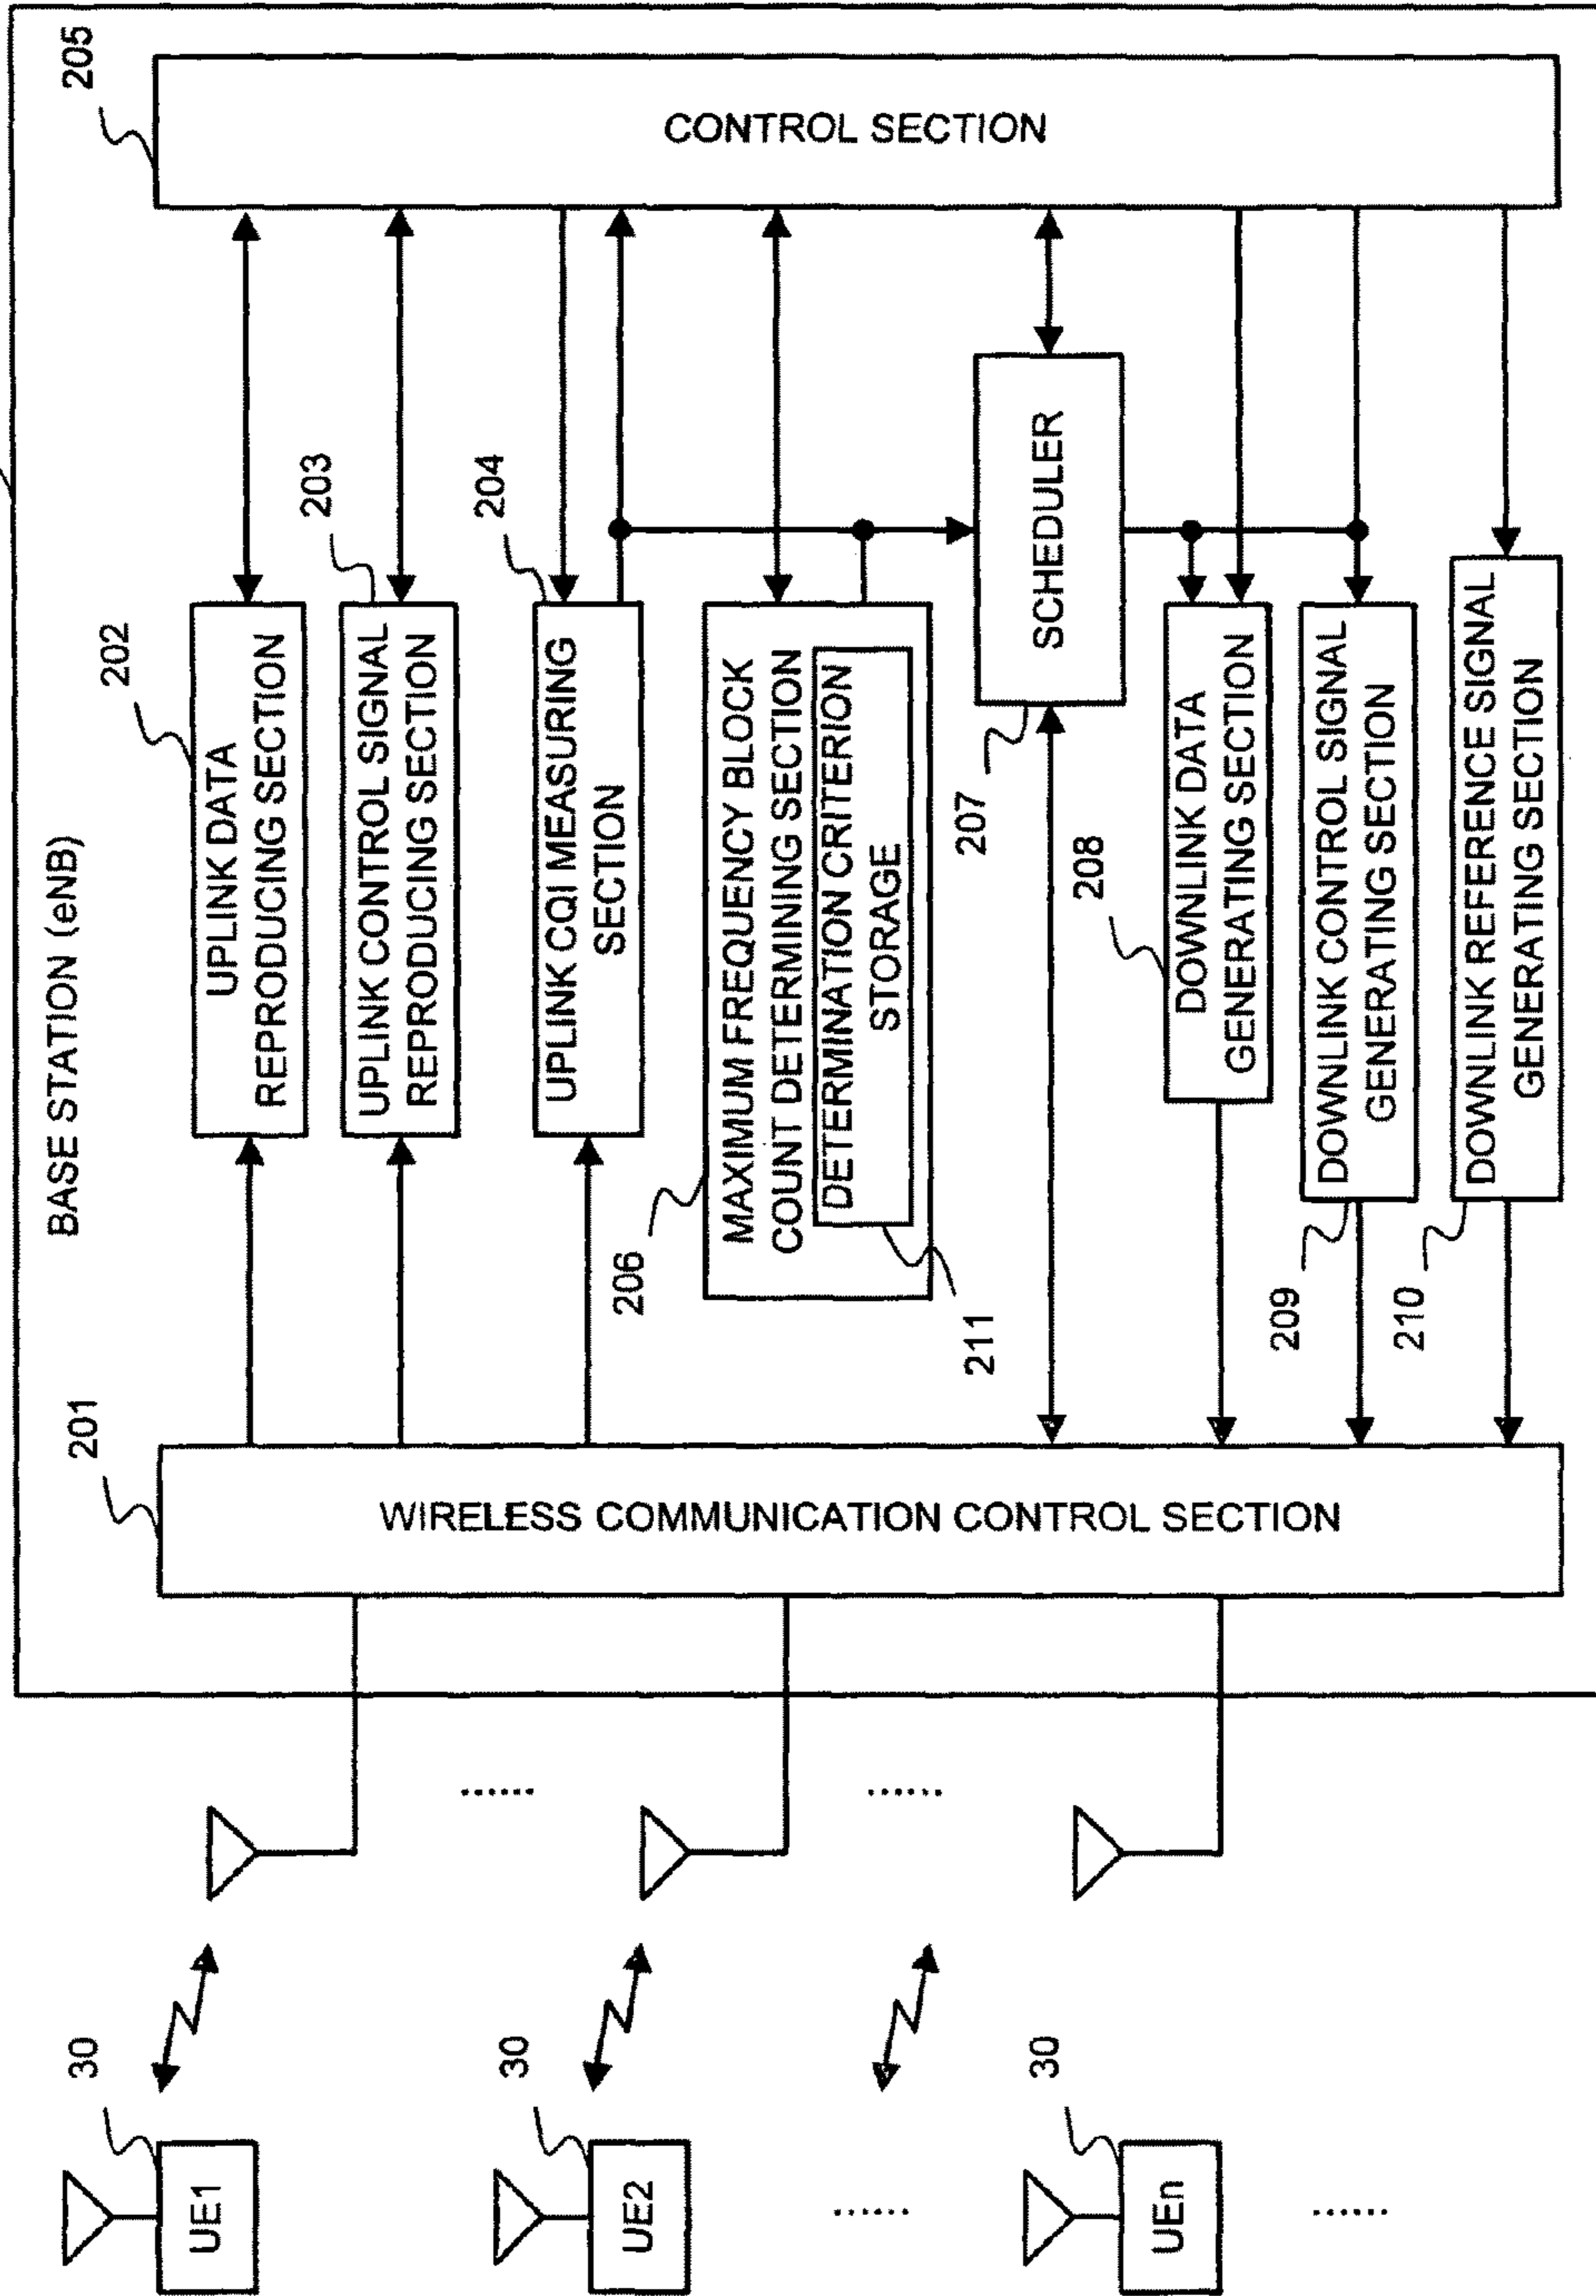 BASE STATION (eNB)
205
CONTROL SECTION
202
UPLINK DATA
REPRODUCING SECTION
203
UPLINK CONTROL SIGNAL
REPRODUCING SECTION
204
UPLINK CQI MEASURING
SECTION
206
MAXIMUM FREQUENCY BLOCK
COUNT DETERMINING SECTION
DETERMINATION CRITERION
STORAGE
211
SCHEDULER
207
208
DOWNLINK DATA
GENERATING SECTION
209
DOWNLINK CONTROL SIGNAL
GENERATING SECTION
210
DOWNLINK REFERENCE SIGNAL
GENERATING SECTION
201
WIRELESS COMMUNICATION CONTROL SECTION
......
......
30
UE1
30
UE2
......
30
UEn
......